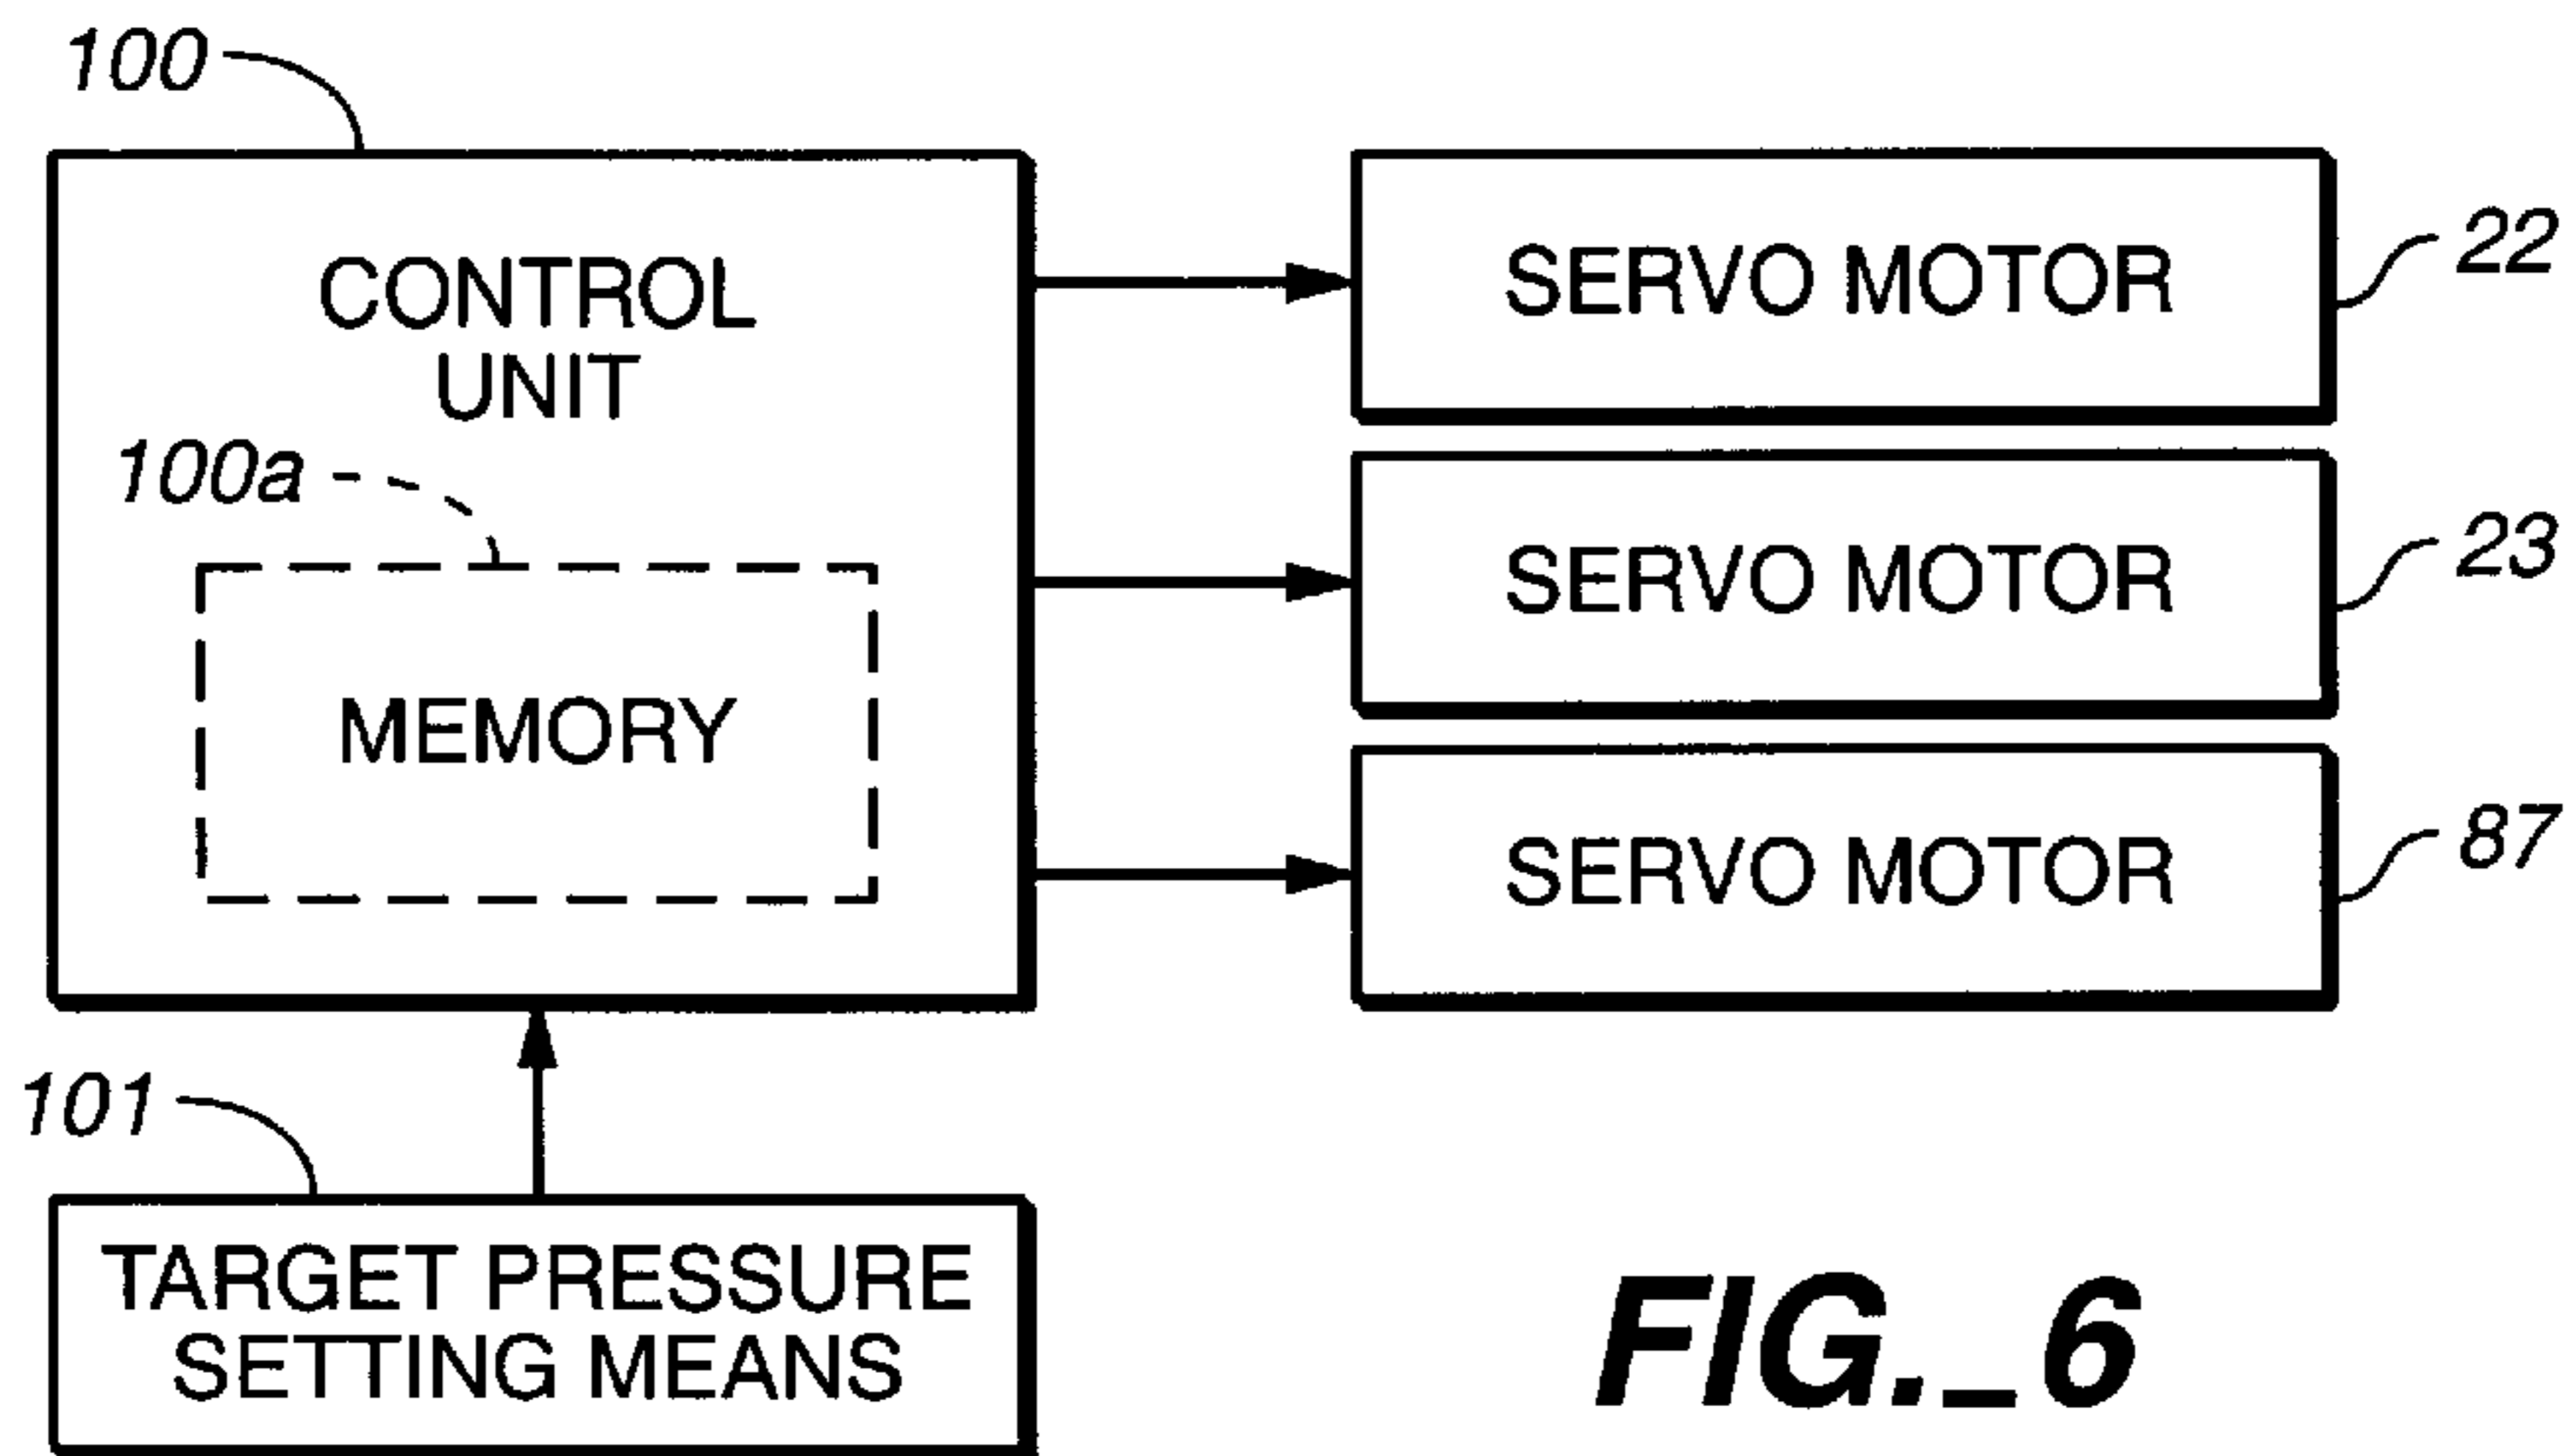 100
CONTROL
UNIT
100a
MEMORY
SERVO MOTOR
22
SERVO MOTOR
23
SERVO MOTOR
87
101
TARGET PRESSURE
SETTING MEANS
FIG._6